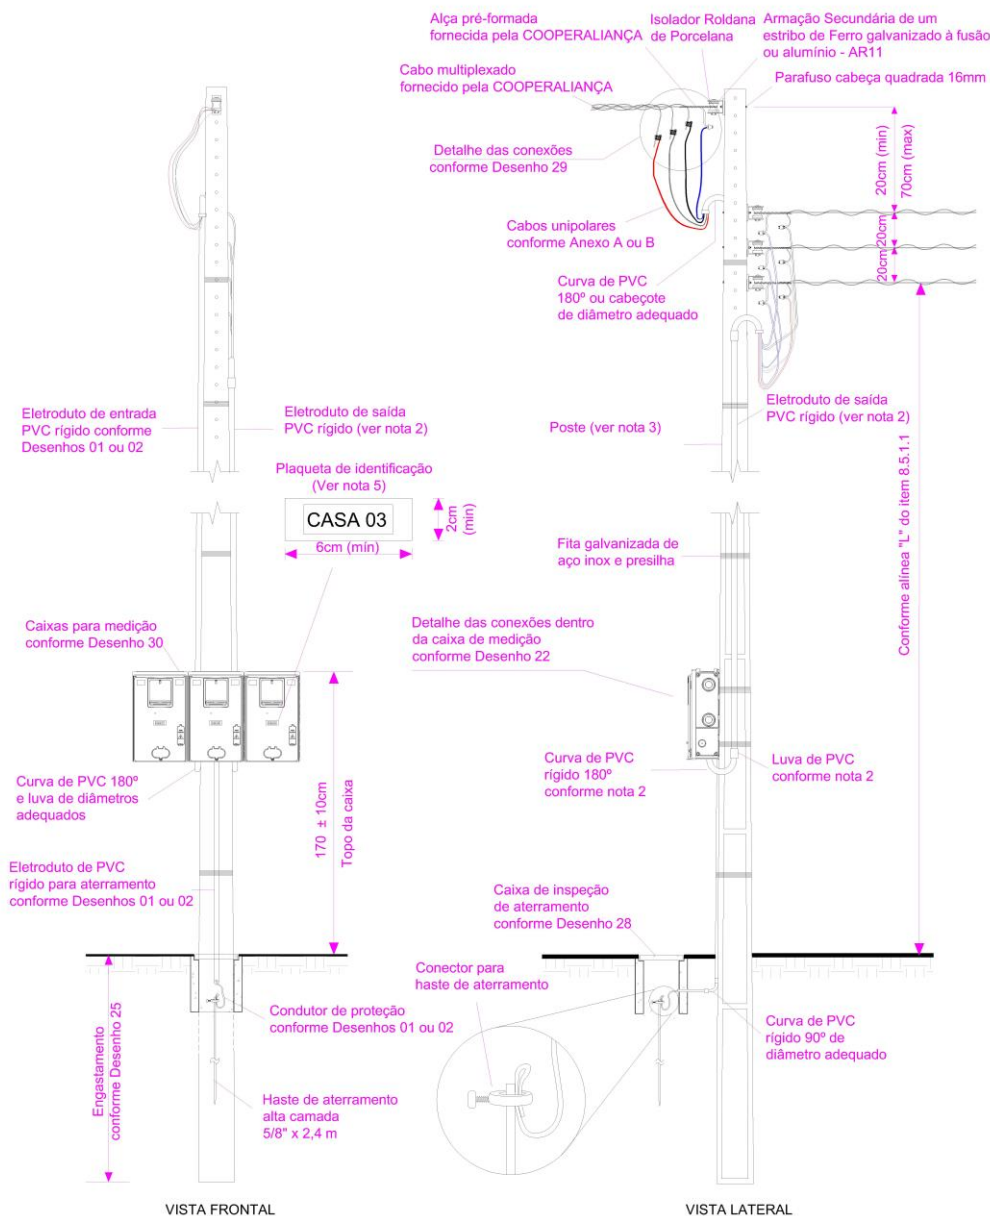 Alça pré-formada
fornecida pela COOPERALIANÇA
Isolador Roldana
de Porcelana
Armação Secundária de um
estribo de Ferro galvanizado à fusão
ou alumínio - AR11
Cabo multiplexado
fornecido pela COOPERALIANÇA
Parafuso cabeça quadrada 16mm
Detalhe das conexões
conforme Desenho 29
20cm (min)
70cm (max)
Cabos unipolares
conforme Anexo A ou B
20cm
20cm
Curva de PVC
180º ou cabeçote
de diâmetro adequado
Eletroduto de entrada
PVC rígido conforme
Desenhos 01 ou 02
Eletroduto de saída
PVC rígido (ver nota 2)
Poste (ver nota 3)
Eletroduto de saída
PVC rígido (ver nota 2)
Plaqueta de identificação
(Ver nota 5)
CASA 03
2cm
(min)
6cm (mín)
Fita galvanizada de
aço inox e presilha
Conforme alínea "L" do item 8.5.1.1
Caixas para medição
conforme Desenho 30
Detalhe das conexões dentro
da caixa de medição
conforme Desenho 22
Curva de PVC 180º
e luva de diâmetros
adequados
170 ± 10cm
Topo da caixa
Curva de PVC
rígido 180º
conforme nota 2
Luva de PVC
conforme nota 2
Eletroduto de PVC
rígido para aterramento
conforme Desenhos 01 ou 02
Caixa de inspeção
de aterramento
conforme Desenho 28
Conector para
haste de aterramento
Engastamento
conforme Desenho 25
Condutor de proteção
conforme Desenhos 01 ou 02
Curva de PVC
rígido 90º de
diâmetro adequado
Haste de aterramento
alta camada
5/8" x 2,4 m
VISTA FRONTAL
VISTA LATERAL